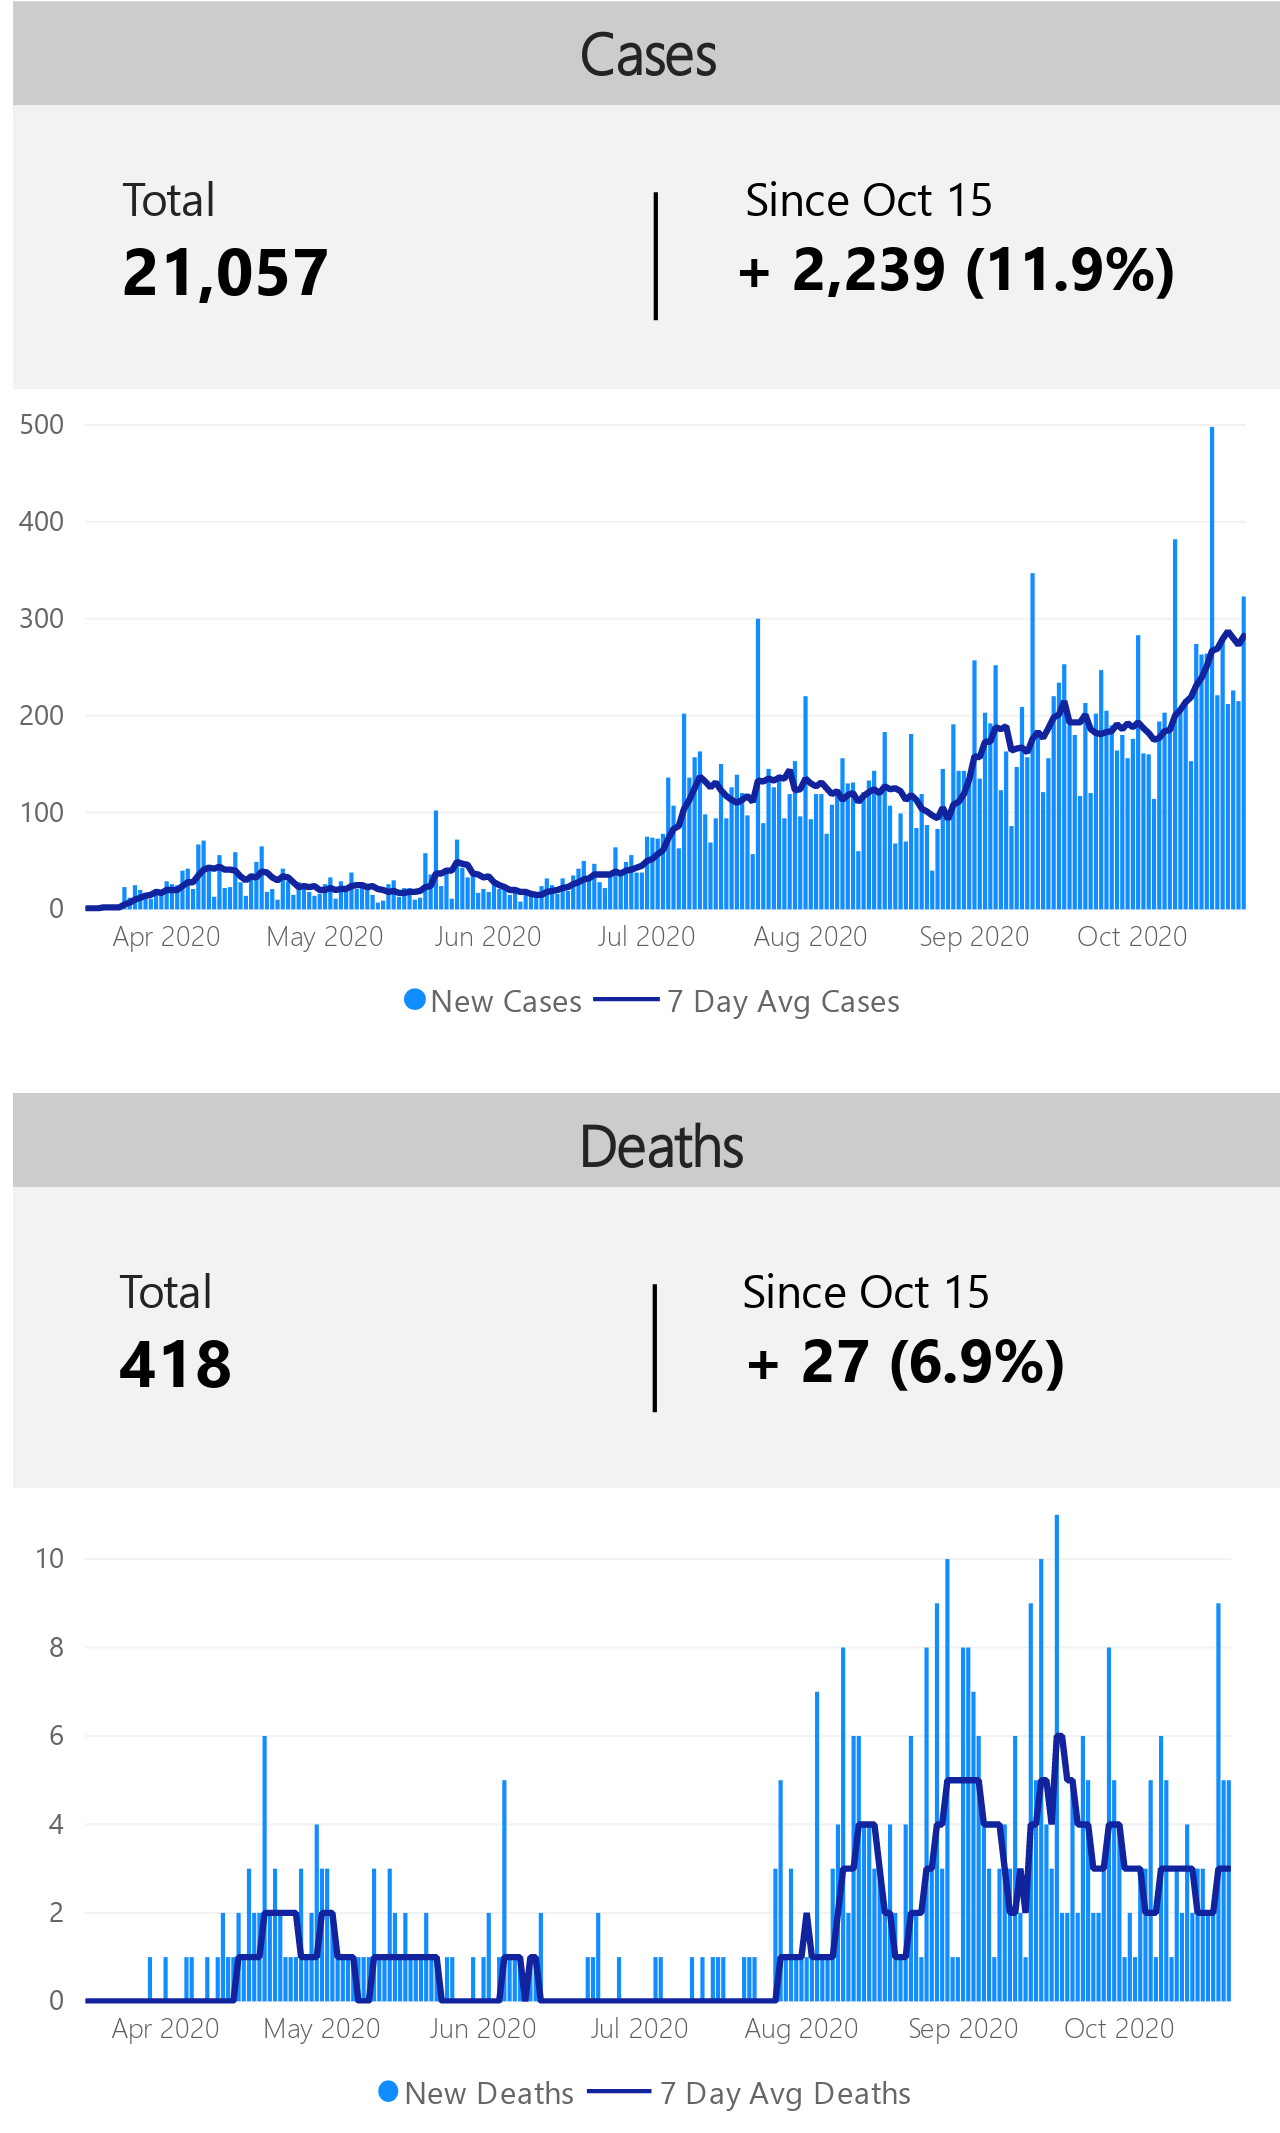 Cases
Total
Since Oct 15
21,057
+ 2,239 (11.9%)
500
400
300
200
100
0
Apr 2020
May 2020
Jun 2020
Jul 2020
Aug 2020
Sep 2020
Oct 2020
New Cases
7 Day Avg Cases
Deaths
Total
Since Oct 15
418
+ 27 (6.9%)
10
8
6
4
2
0
Apr 2020
May 2020
Jun 2020
Jul 2020
Aug 2020
Sep 2020
Oct 2020
New Deaths
7 Day Avg Deaths